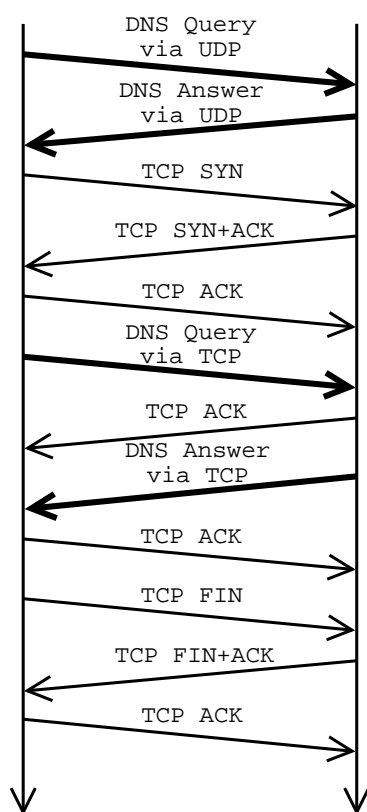 DNS Query
via UDP
DNS Answer
via UDP
TCP SYN
TCP SYN+ACK
TCP ACK
DNS Query
via TCP
TCP ACK
DNS Answer
via TCP
TCP ACK
TCP FIN
TCP FIN+ACK
TCP ACK